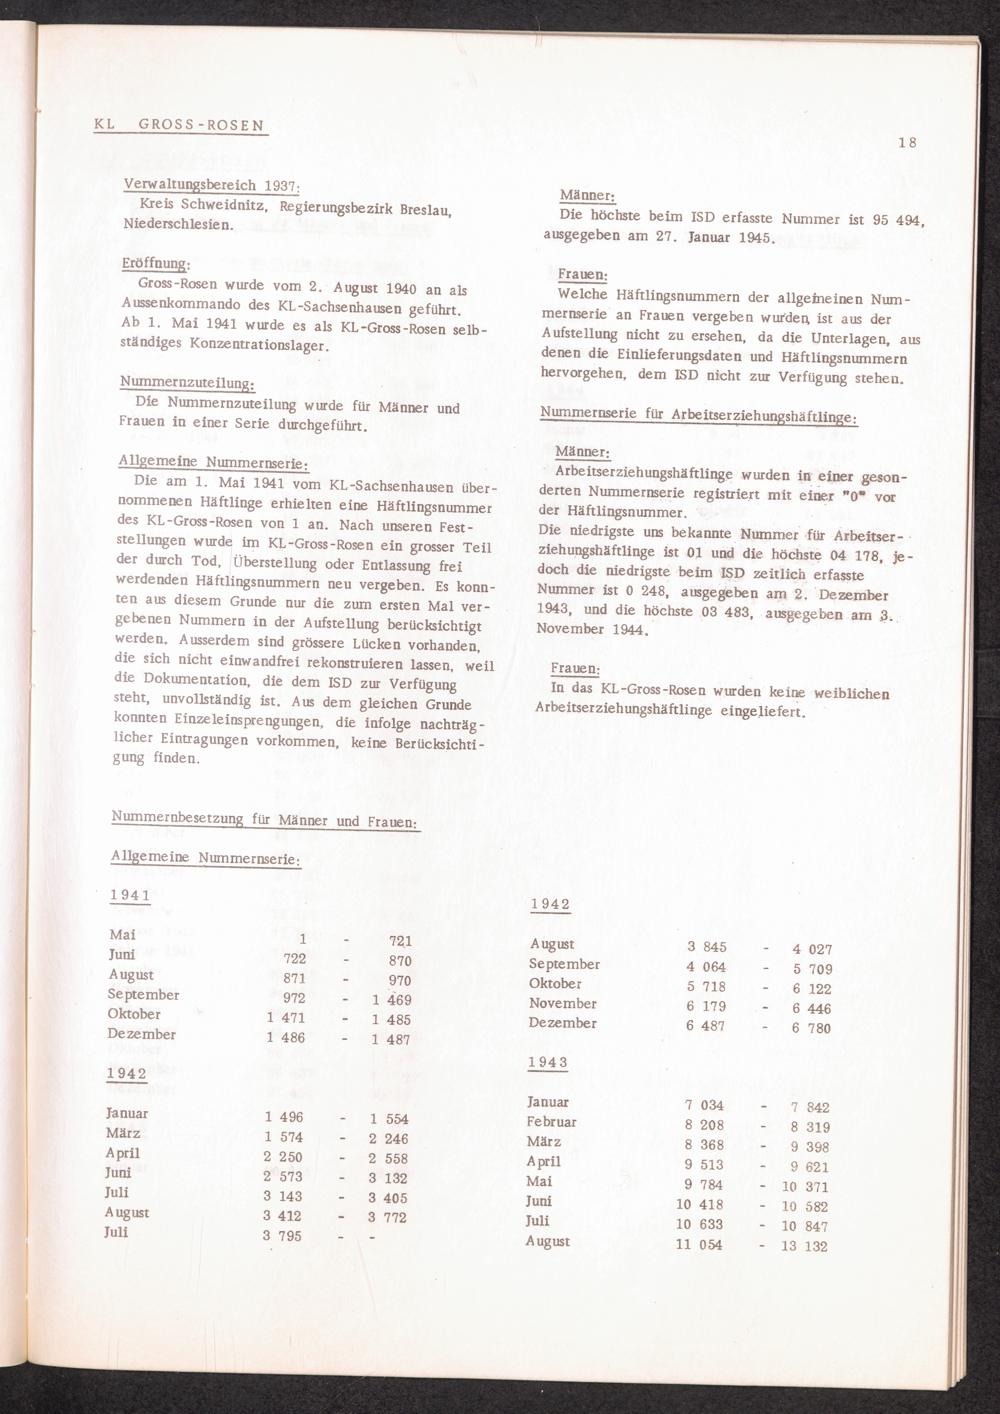 KL GROSS-ROSEN
18
Verwaltungsbereich 1937:
Kreis Schweidnitz, Regierungsbezirk Breslau,
Niederschlesien.
Eröffnung:
Gross-Rosen wurde vom 2. August 1940 an als
Aussenkommando des KL-Sachsenhausen geführt.
Ab 1. Mai 1941 wurde es als KL-Gross-Rosen selb-
ständiges Konzentrationslager.
Nummernzuteilung:
Die Nummernzuteilung wurde für Männer und
Frauen in einer Serie durchgeführt.
Allgemeine Nummernserie:
Die am 1. Mai 1941 vom KL-Sachsenhausen über-
nommenen Häftlinge erhielten eine Häftlingsnummer
des KL-Gross-Rosen von 1 an. Nach unseren Fest-
stellungen wurde im KL-Gross-Rosen ein grosser Teil
der durch Tod, Überstellung oder Entlassung frei
werdenden Häftlingsnummern neu vergeben. Es konn-
ten aus diesem Grunde nur die zum ersten Mal ver-
gebenen Nummern in der Aufstellung berücksichtigt
werden. Ausserdem sind grössere Lücken vorhanden,
die sich nicht einwandfrei rekonstruieren lassen, weil
die Dokumentation, die dem ISD zur Verfügung
steht, unvollständig ist. Aus dem gleichen Grunde
konnten Einzeleinsprengungen, die infolge nachträg-
licher Eintragungen vorkommen, keine Berücksichti-
gung finden.
Männer:
Die höchste beim ISD erfasste Nummer ist 95 494,
ausgegeben am 27. Januar 1945.
Frauen:
Welche Häftlingsnummern der allgemeinen Num-
mernserie an Frauen vergeben wurden, ist aus der
Aufstellung nicht zu ersehen, da die Unterlagen, aus
denen die Einlieferungsdaten und Häftlingsnummern
hervorgehen, dem ISD nicht zur Verfügung stehen.
Nummernserie für Arbeitserziehungshäftlinge:
Männer:
Arbeitserziehungshäftlinge wurden in einer geson-
derten Nummernserie registriert mit einer "0" vor
der Häftlingsnummer.
Die niedrigste uns bekannte Nummer für Arbeitser-
ziehungshäftlinge ist 01 und die höchste 04 178, je-
doch die niedrigste beim ISD zeitlich erfasste
Nummer ist 0 248, ausgegeben am 2. Dezember
1943, und die höchste 03 483, ausgegeben am 3.
November 1944.
Frauen:
In das KL-Gross-Rosen wurden keine weiblichen
Arbeitserziehungshäftlinge eingeliefert.
Nummernbesetzung für Männer und Frauen:
Allgemeine Nummernserie:
1941
Mai 1 - 721
Juni 722 - 870
August 871 - 970
September 972 - 1 469
Oktober 1 471 - 1 485
Dezember 1 486 - 1 487
1942
Januar 1 496 - 1 554
März 1 574 - 2 246
April 2 250 - 2 558
Juni 2 573 - 3 132
Juli 3 143 - 3 405
August 3 412 - 3 772
Juli 3 795 - -
1942
August 3 845 - 4 027
September 4 064 - 5 709
Oktober 5 718 - 6 122
November 6 179 - 6 446
Dezember 6 487 - 6 780
1943
Januar 7 034 - 7 842
Februar 8 208 - 8 319
März 8 368 - 9 398
April 9 513 - 9 621
Mai 9 784 - 10 371
Juni 10 418 - 10 582
Juli 10 633 - 10 847
August 11 054 - 13 132